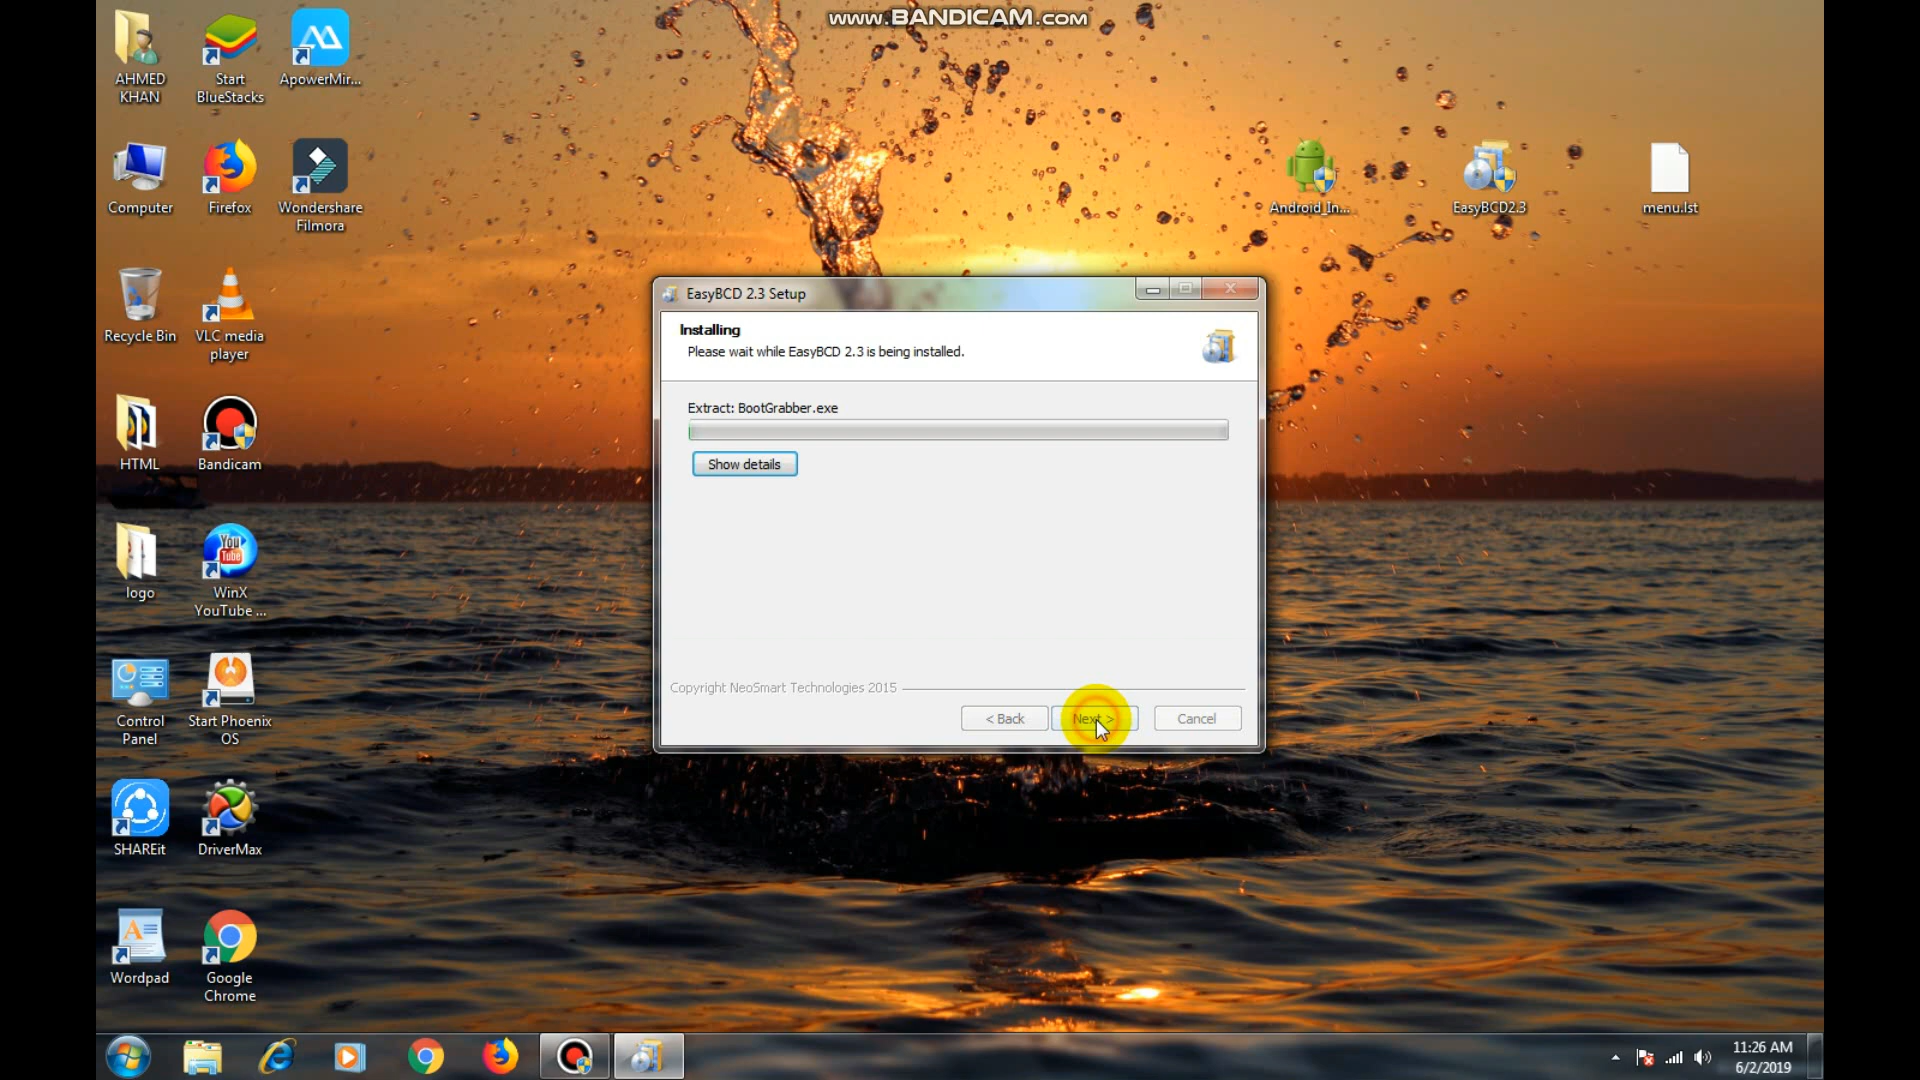 www.BANDICAM.com
AHMED
KHAN
Start
BlueStacks
ApowerMir...
Computer
Firefox
Wondershare
Filmora
Android_In...
EasyBCD2.3
menu.lst
Recycle Bin
VLC media
player
HTML
Bandicam
logo
You
Tube
WinX
YouTube ...
Control
Panel
Start Phoenix
OS
SHAREit
DriverMax
Wordpad
Google
Chrome
EasyBCD 2.3 Setup
Installing
Please wait while EasyBCD 2.3 is being installed.
Extract: BootGrabber.exe
Show details
Copyright NeoSmart Technologies 2015
< Back
Next >
Cancel
11:26 AM
6/2/2019